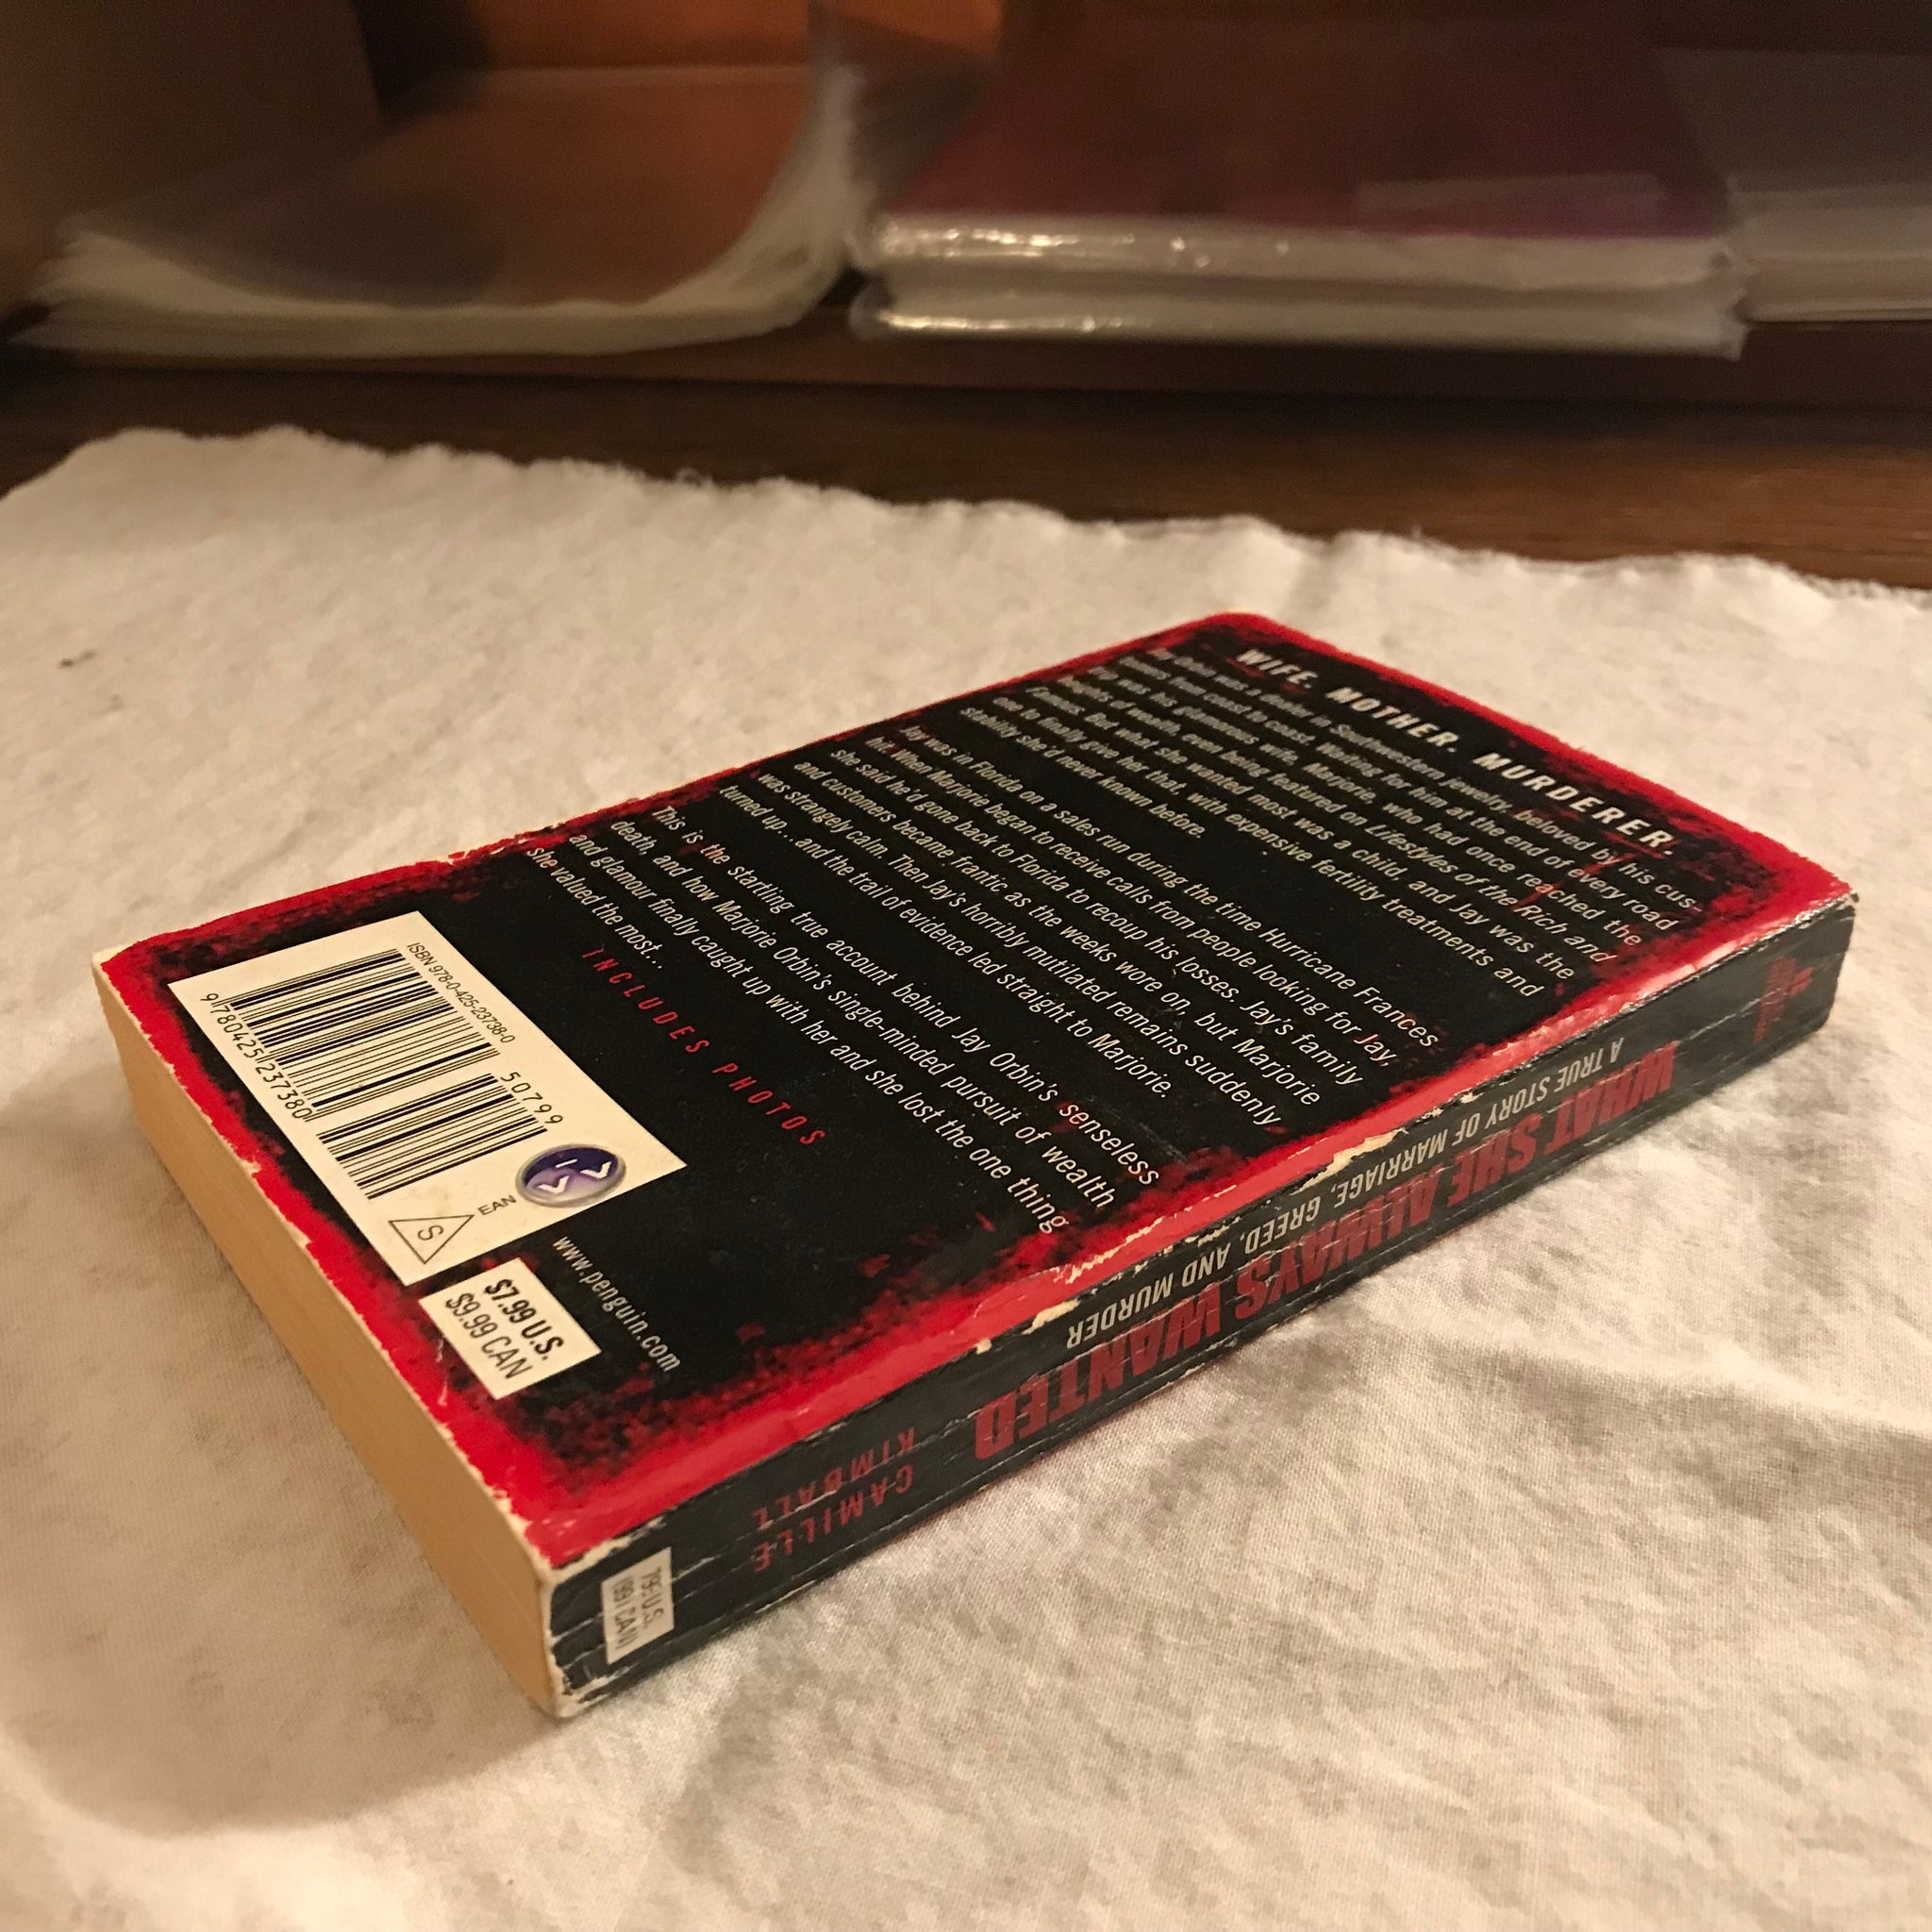 WIFE. MOTHER. MURDERER.
Jay Orbin was a dealer in Southwestern jewelry, beloved by his cus-
tomers from coast to coast. Waiting for him at the end of every road
trip was his glamorous wife, Marjorie, who had once reached the
heights of wealth, even being featured on Lifestyles of the Rich and
Famous. But what she wanted most was a child, and Jay was the
one to finally give her that, with expensive fertility treatments and
stability she'd never known before.
Jay was in Florida on a sales run during the time Hurricane Frances
hit. When Marjorie began to receive calls from people looking for Jay,
she said he'd gone back to Florida to recoup his losses. Jay's family
and customers became frantic as the weeks wore on, but Marjorie
was strangely calm. Then Jay's horribly mutilated remains suddenly
turned up...and the trail of evidence led straight to Marjorie.
This is the startling true account behind Jay Orbin's senseless
death, and how Marjorie Orbin's single-minded pursuit of wealth
and glamour finally caught up with her and she lost the one thing
she valued the most...
INCLUDES PHOTOS
ISBN 978-0-425-23738-0
50799
9780425237380
EAN
S
www.penguin.com
$7.99 U.S.
$9.99 CAN
WHAT SHE ALWAYS WANTED
A TRUE STORY OF MARRIAGE, GREED, AND MURDER
CAMILLE
KIMBALL
U.S.
CAN